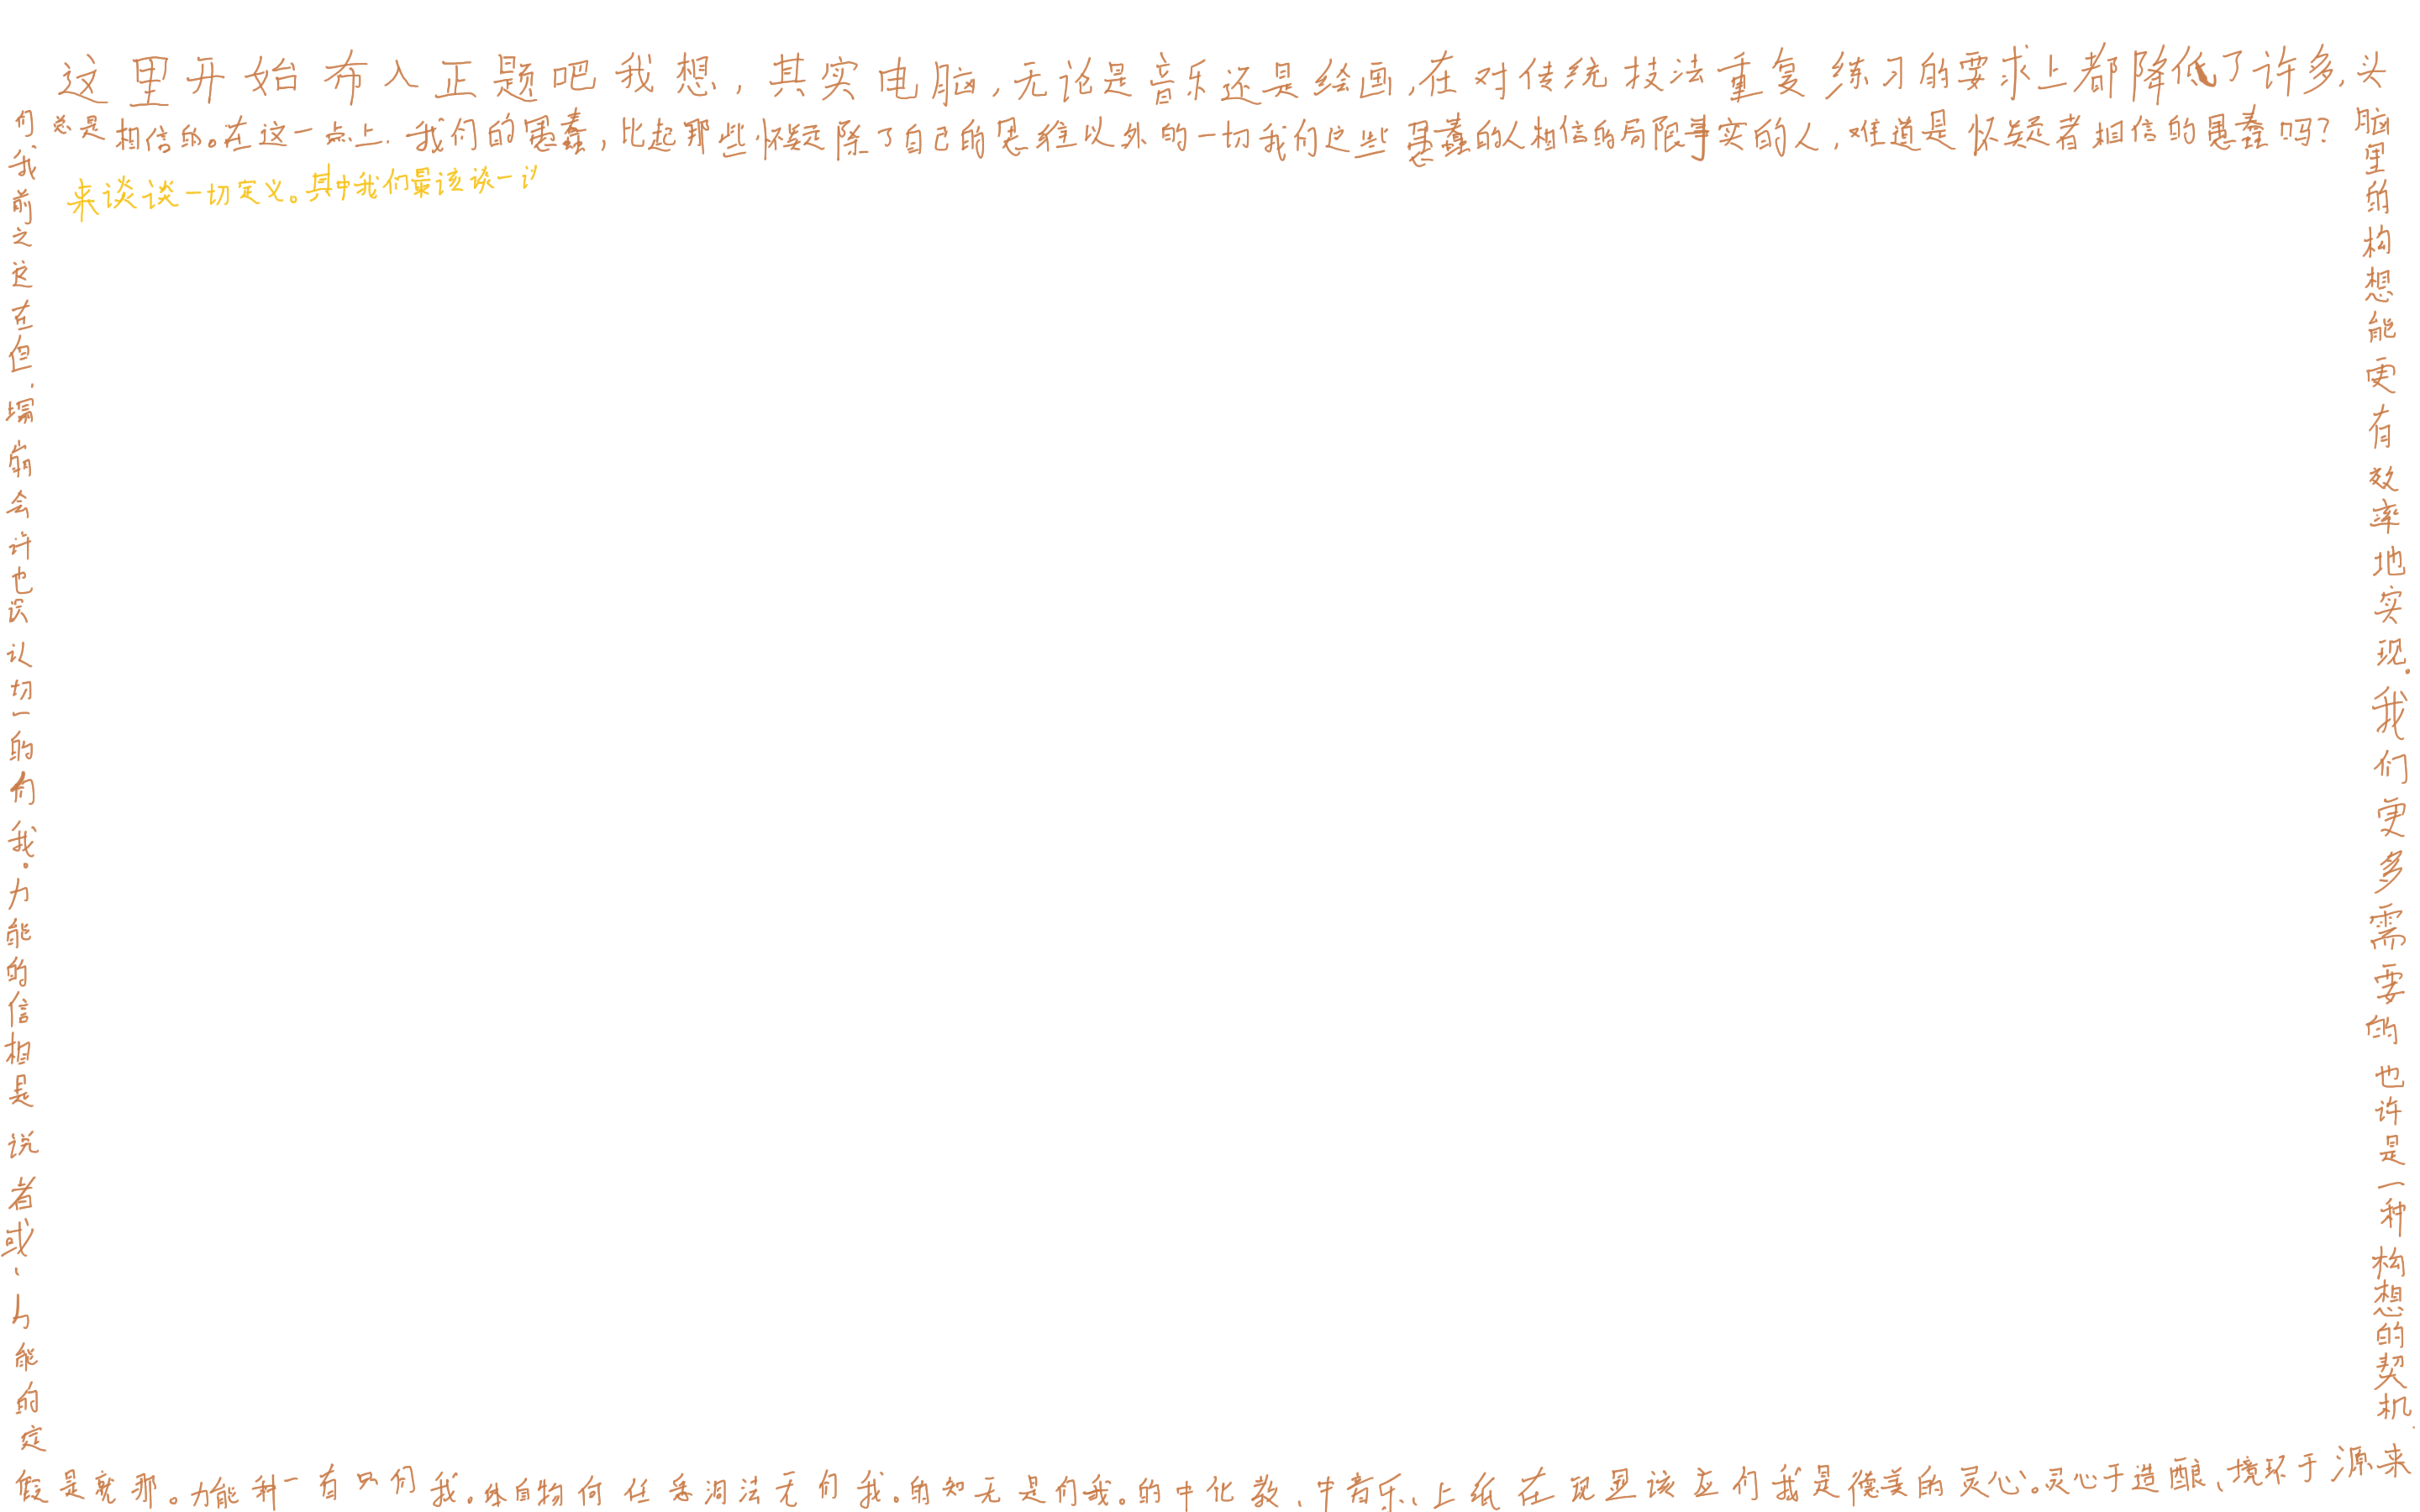 这里开始布入正题吧我想，其实电脑，无论是音乐还是绘画，在对传统技法重复练习的要求上都降低了许多，头
脑里的构想能更有效率地实现。我们更多需要的也许是一种构想的契机，
来源于环境、酿造于心灵。心灵的美德是我们应该显现在纸上、乐音中、教化中的。我们是无知的。我们无法洞悉任何物自体。我们只有一种能力。那就是假
定的能力、或者说是相信的能力。我们的一切认识也许会崩塌，但在这之前我们
总是相信的。在这一点上，我们的愚蠢，比起那些怀疑除了自己的思维以外的一切我们这些愚蠢的人相信的局限事实的人，难道是怀疑者相信的愚蠢吗？
来谈谈一切定义。其中我们最该谈一